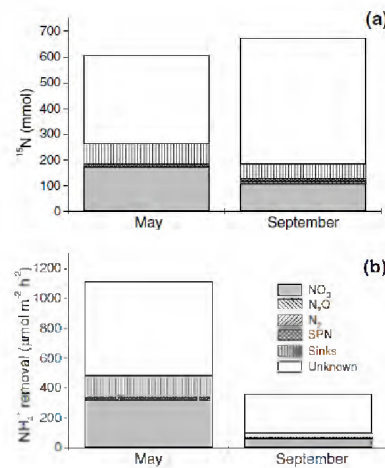 (a)
¹⁵N (mmol)
700
600
500
400
300
200
100
0
May
September
(b)
NH₄⁺ removal (µmol m⁻² h⁻²)
1200
1000
800
600
400
200
0
May
September
NO₃⁻
N₂O
N₂
SPN
Sinks
Unknown